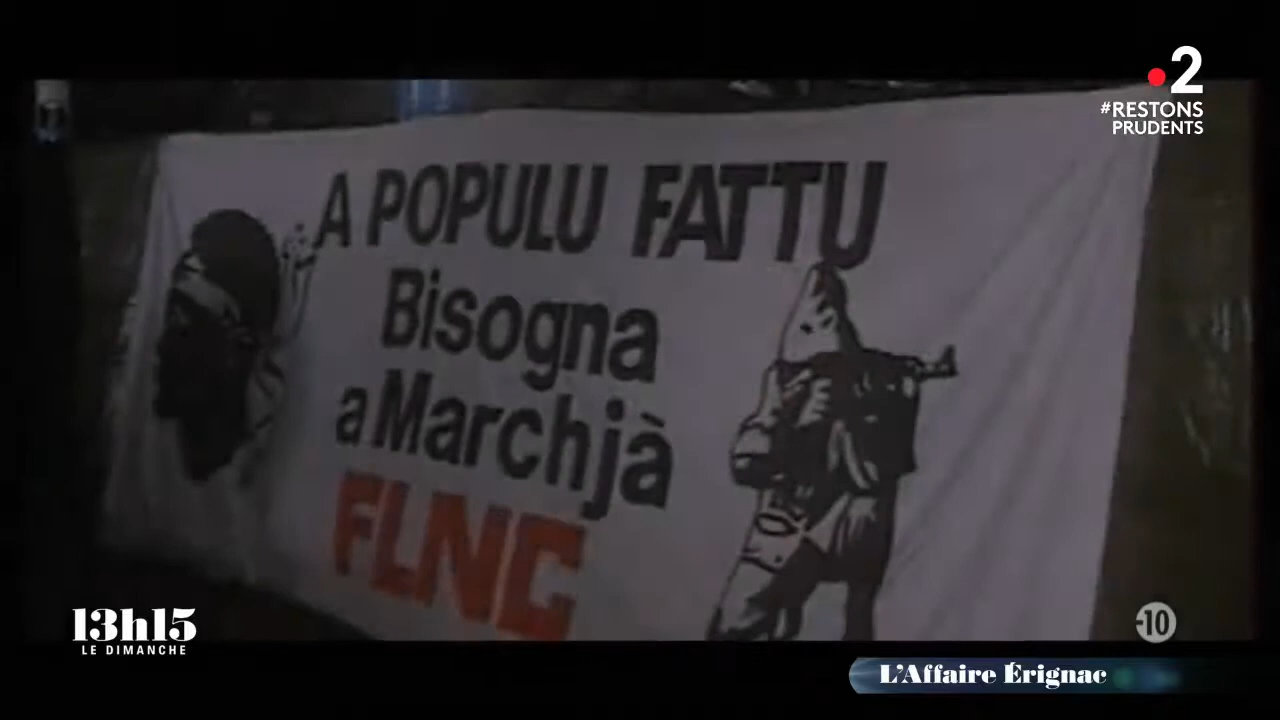 2
#RESTONS
PRUDENTS
A POPULU FATTU
Bisogna
a Marchjà
FLNC
13h15
LE DIMANCHE
-10
L'Affaire Érignac